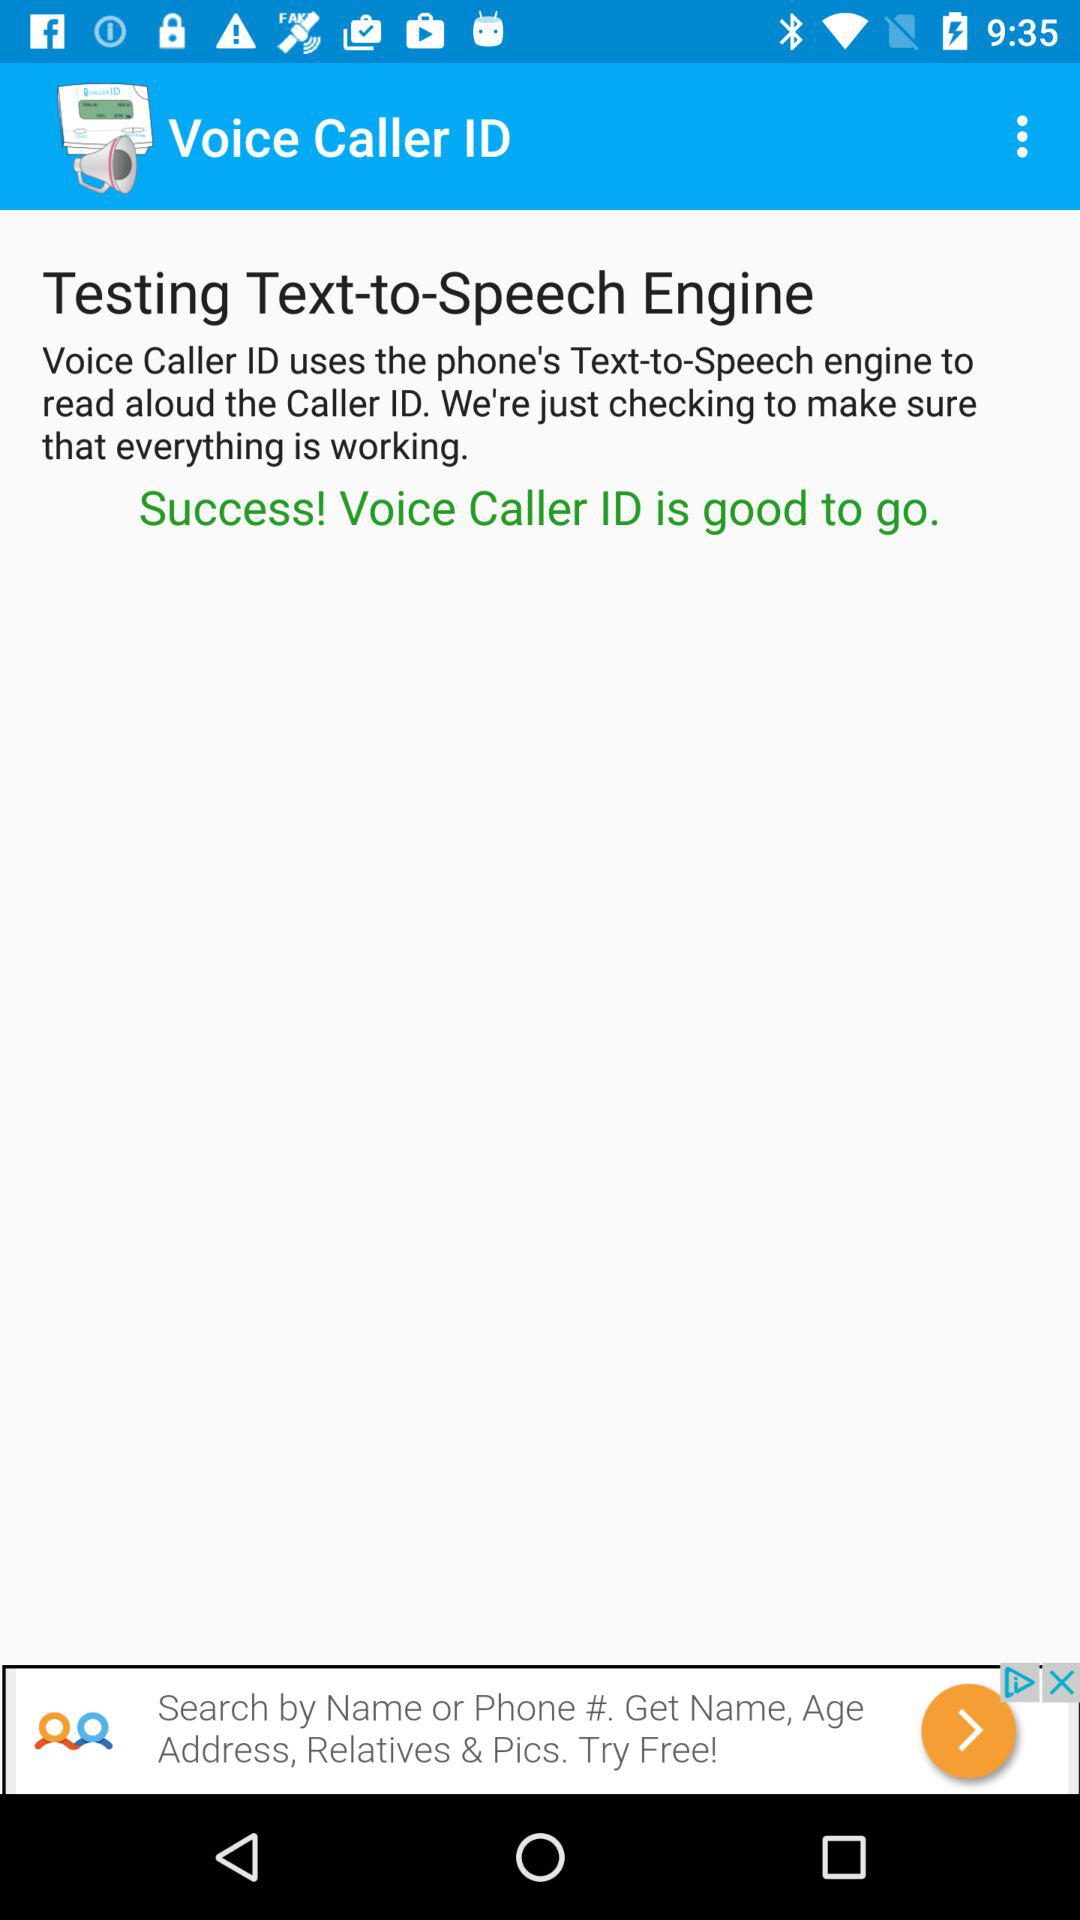 FAKE
9:35
CALLER ID
Voice Caller ID
Testing Text-to-Speech Engine
Voice Caller ID uses the phone's Text-to-Speech engine to
read aloud the Caller ID. We're just checking to make sure
that everything is working.
Success! Voice Caller ID is good to go.
Search by Name or Phone #. Get Name, Age
Address, Relatives & Pics. Try Free!